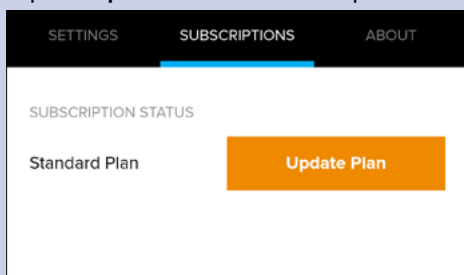 SETTINGS SUBSCRIPTIONS ABOUT
SUBSCRIPTION STATUS
Standard Plan Update Plan